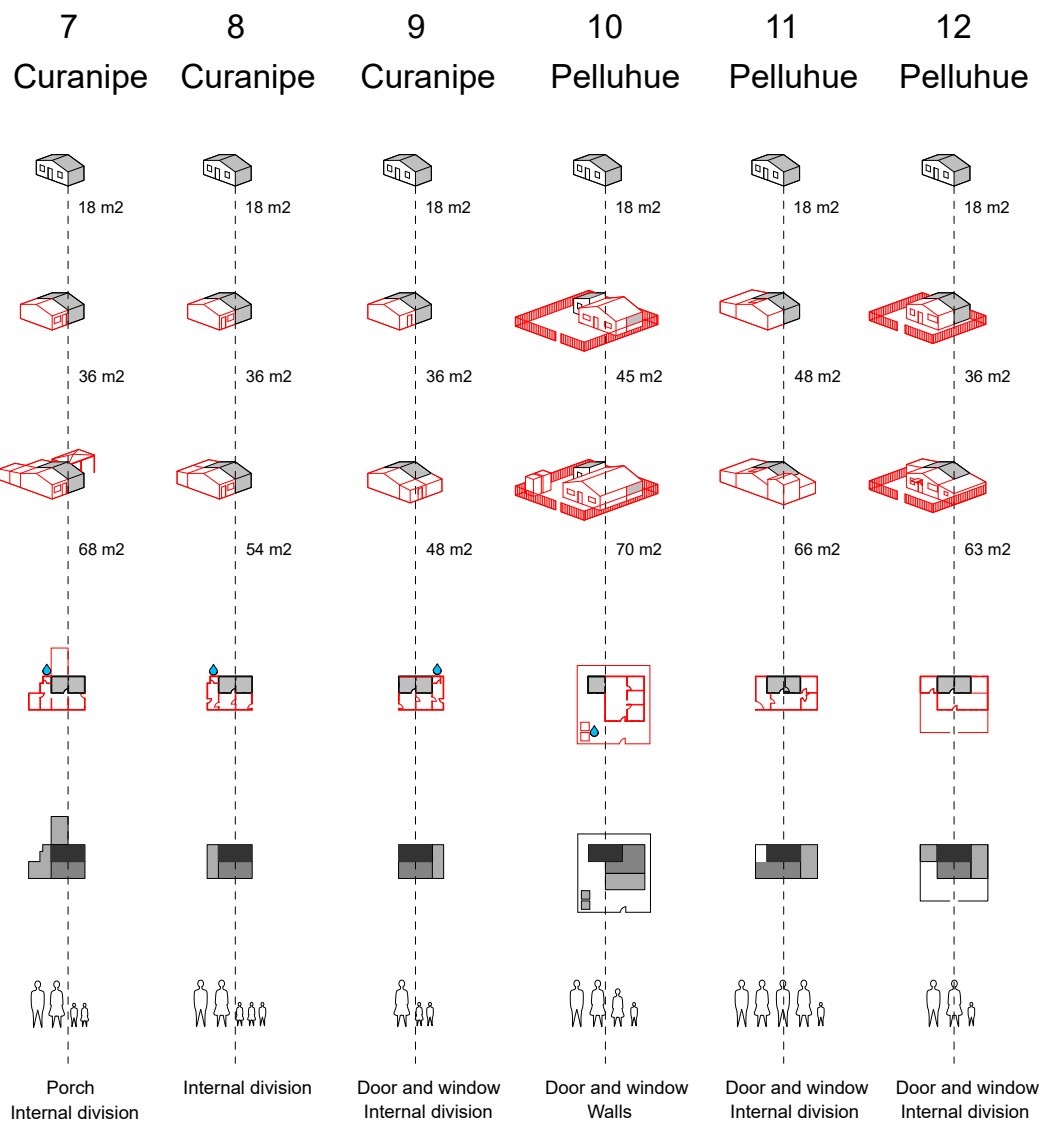 7 8 9 10 11 12
Curanipe Curanipe Curanipe Pelluhue Pelluhue Pelluhue
18 m2 18 m2 18 m2 18 m2 18 m2 18 m2
36 m2 36 m2 36 m2 45 m2 48 m2 36 m2
68 m2 54 m2 48 m2 70 m2 66 m2 63 m2
Porch Internal division Door and window Door and window Door and window Door and window
Internal division Internal division Walls Internal division Internal division